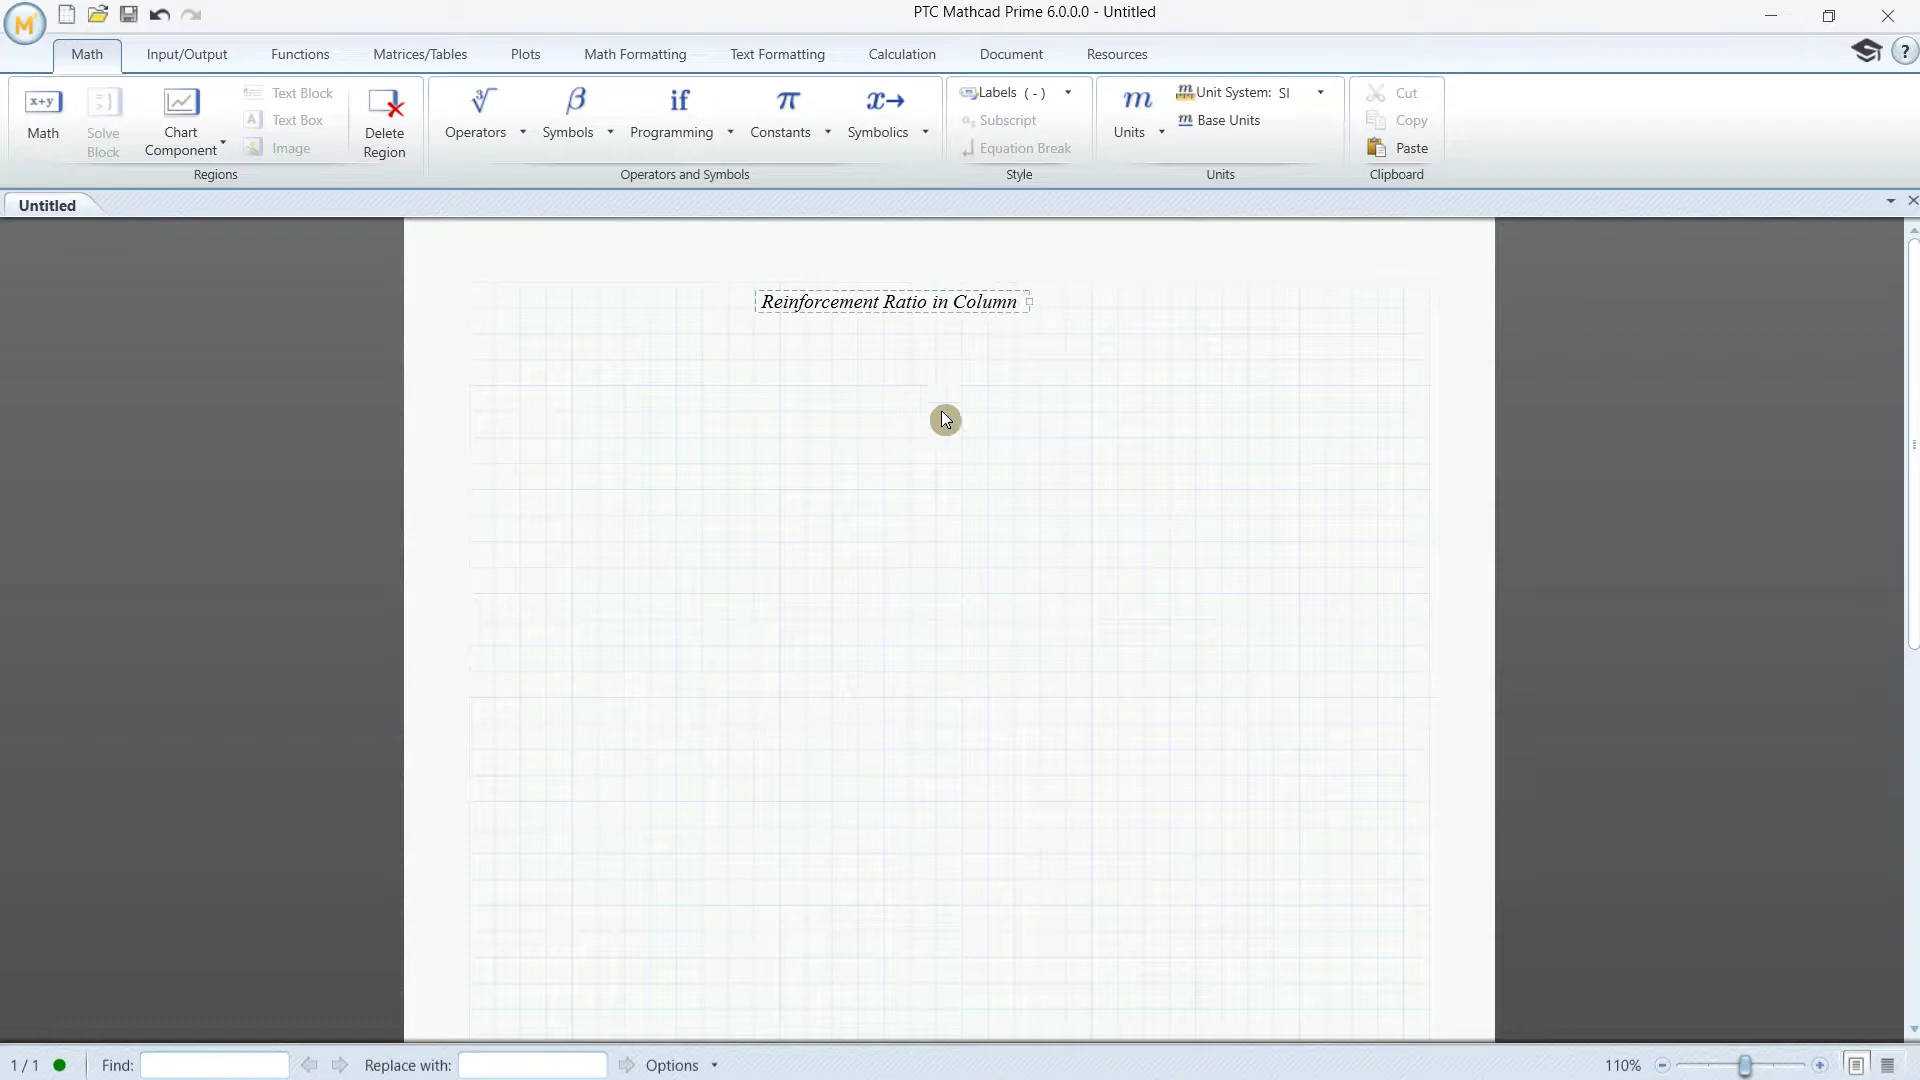 PTC Mathcad Prime 6.0.0.0 - Untitled
Math Input/Output Functions Matrices/Tables Plots Math Formatting Text Formatting Calculation Document Resources
x+y Math
Solve Block
Chart Component
Text Block
Text Box
Image
Delete Region
Regions
Operators
β Symbols
if Programming
π Constants
x→ Symbolics
Operators and Symbols
Labels ( - )
Subscript
Equation Break
Style
m Units
Unit System: SI
Base Units
Units
Cut
Copy
Paste
Clipboard
Untitled
Reinforcement Ratio in Column
1 / 1 Find: Replace with: Options 110%